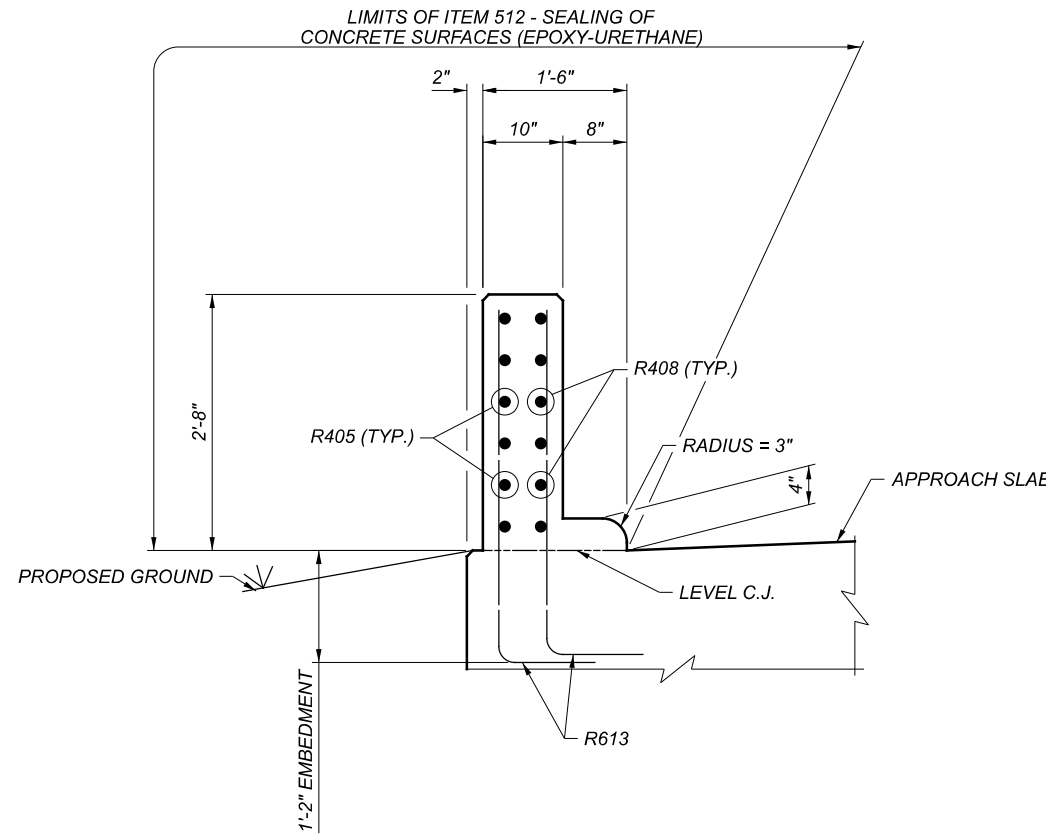 LIMITS OF ITEM 512 - SEALING OF
CONCRETE SURFACES (EPOXY-URETHANE)
2"
1'-6"
10"
8"
2'-8"
R408 (TYP.)
R405 (TYP.)
RADIUS = 3"
4"
APPROACH SLAB
PROPOSED GROUND
LEVEL C.J.
1'-2" EMBEDMENT
R613